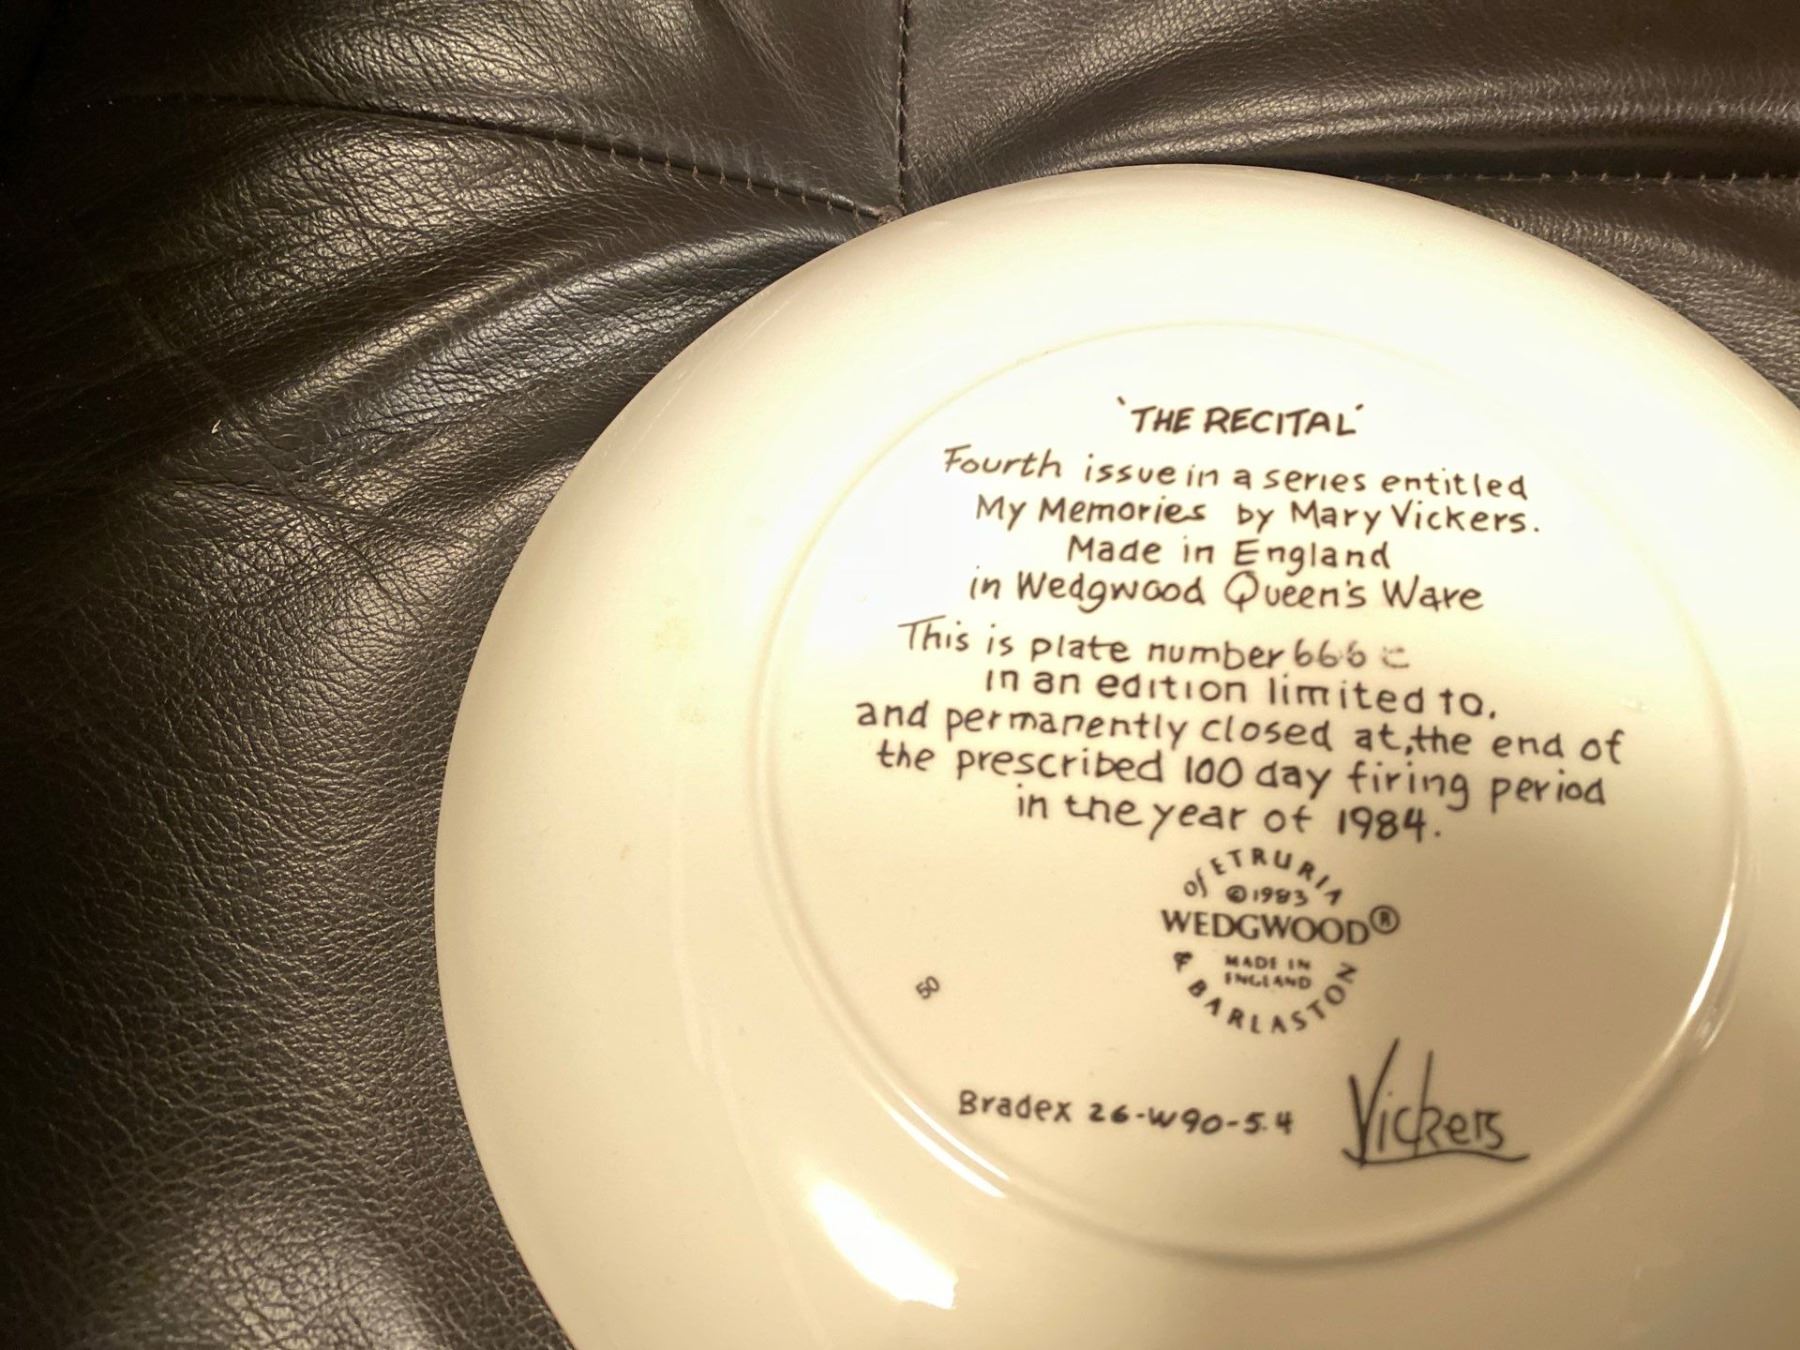 'THE RECITAL'
Fourth issue in a series entitled
My Memories by Mary Vickers.
Made in England
in Wedgwood Queen's Ware
This is plate number 666 C
in an edition limited to,
and permanently closed at, the end of
the prescribed 100 day firing period
in the year of 1984.
of ETRURIA
©1983
WEDGWOOD®
MADE IN
ENGLAND
& BARLASTON
50
Bradex 26-W90-5.4
Vickers